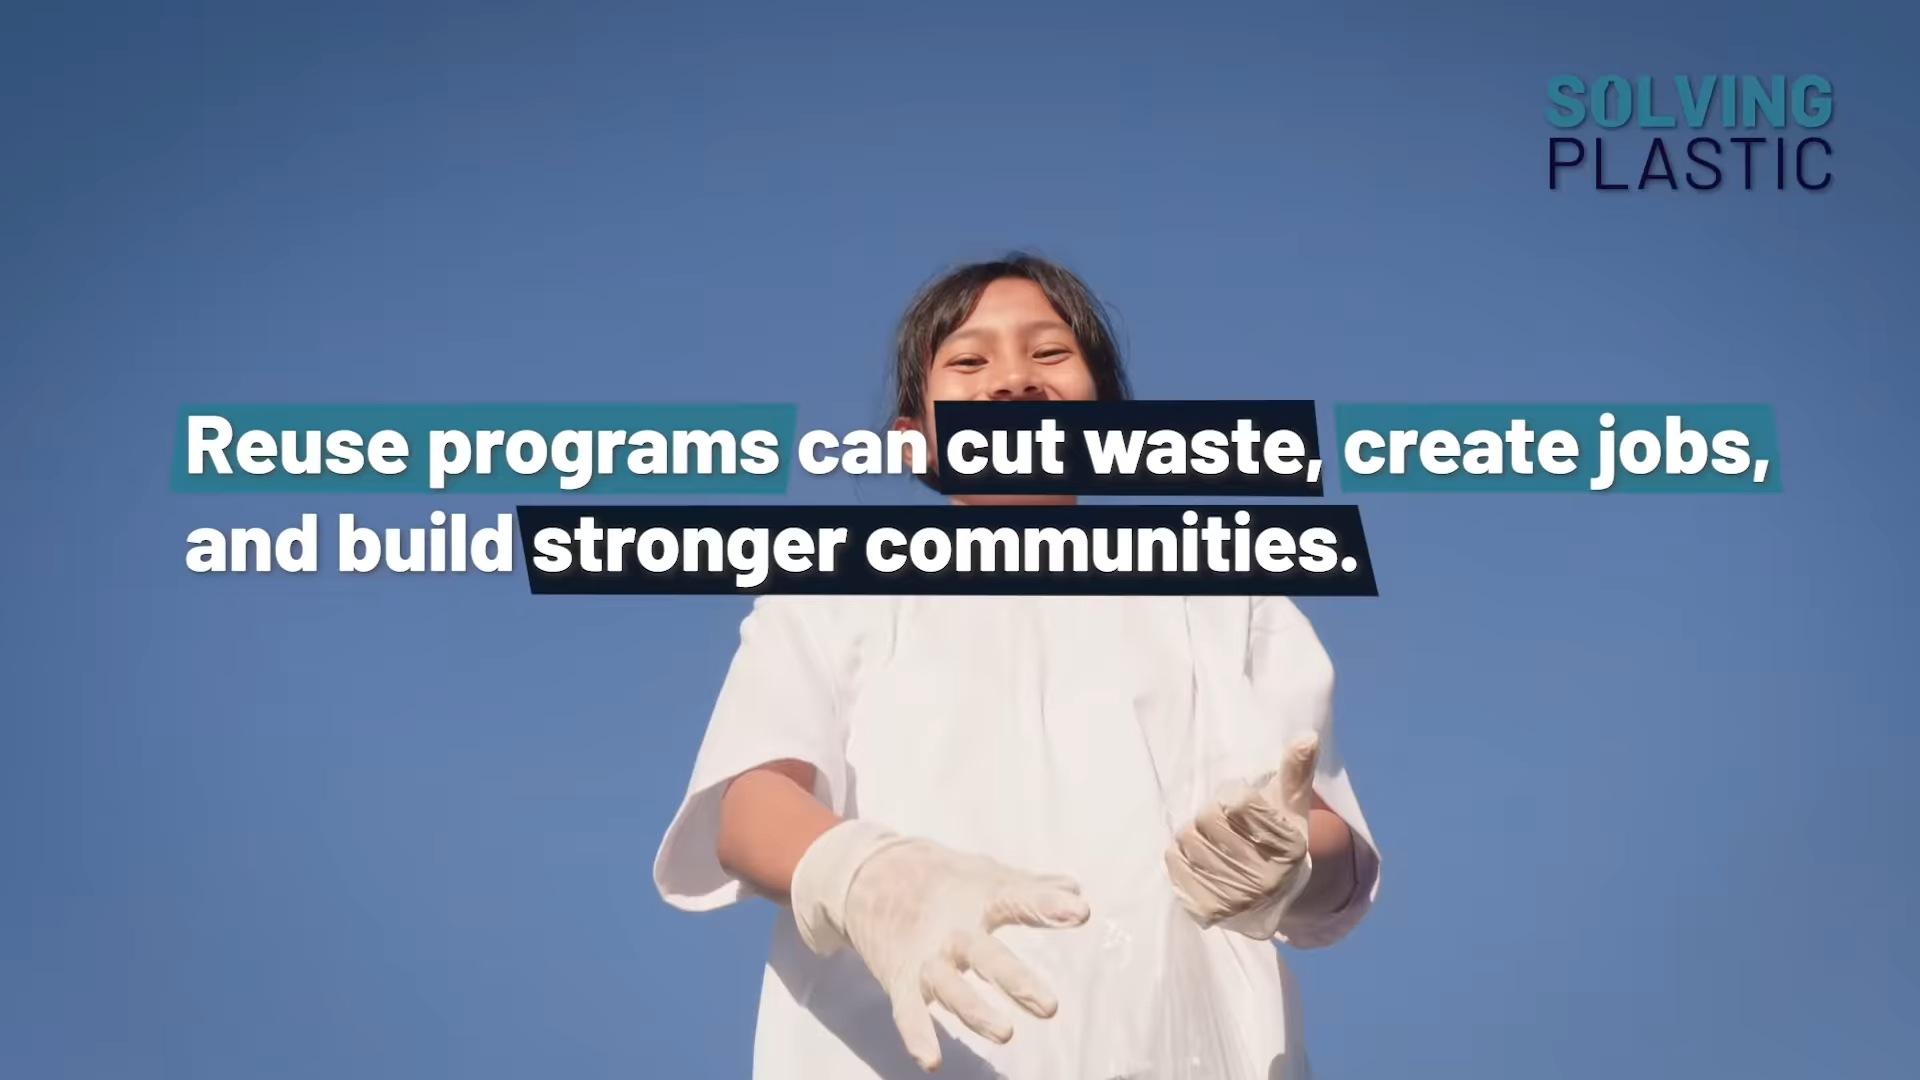 SOLVING
PLASTIC
Reuse programs can cut waste, create jobs,
and build stronger communities.